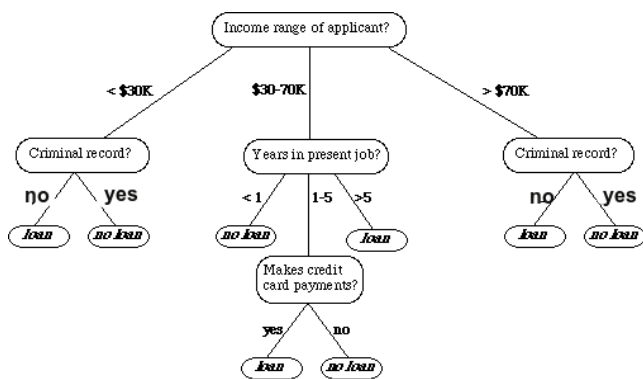 Income range of applicant?
< $30K
$30-70K
> $70K
Criminal record?
Years in present job?
Criminal record?
no
yes
< 1
1-5
>5
no
yes
loan
no loan
no loan
loan
loan
no loan
Makes credit
card payments?
yes
no
loan
no loan